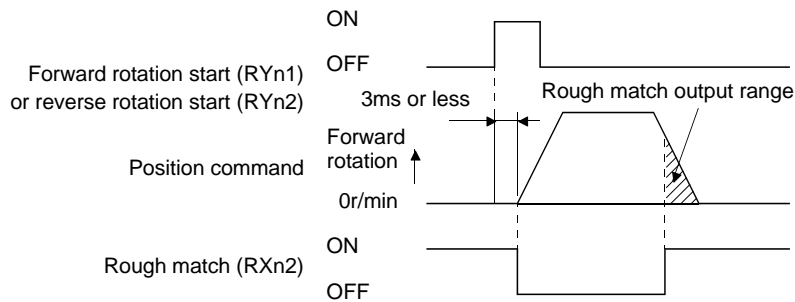 ON
OFF
Forward rotation start (RYn1)
or reverse rotation start (RYn2)
3ms or less
Rough match output range
Forward
rotation
Position command
0r/min
ON
Rough match (RXn2)
OFF